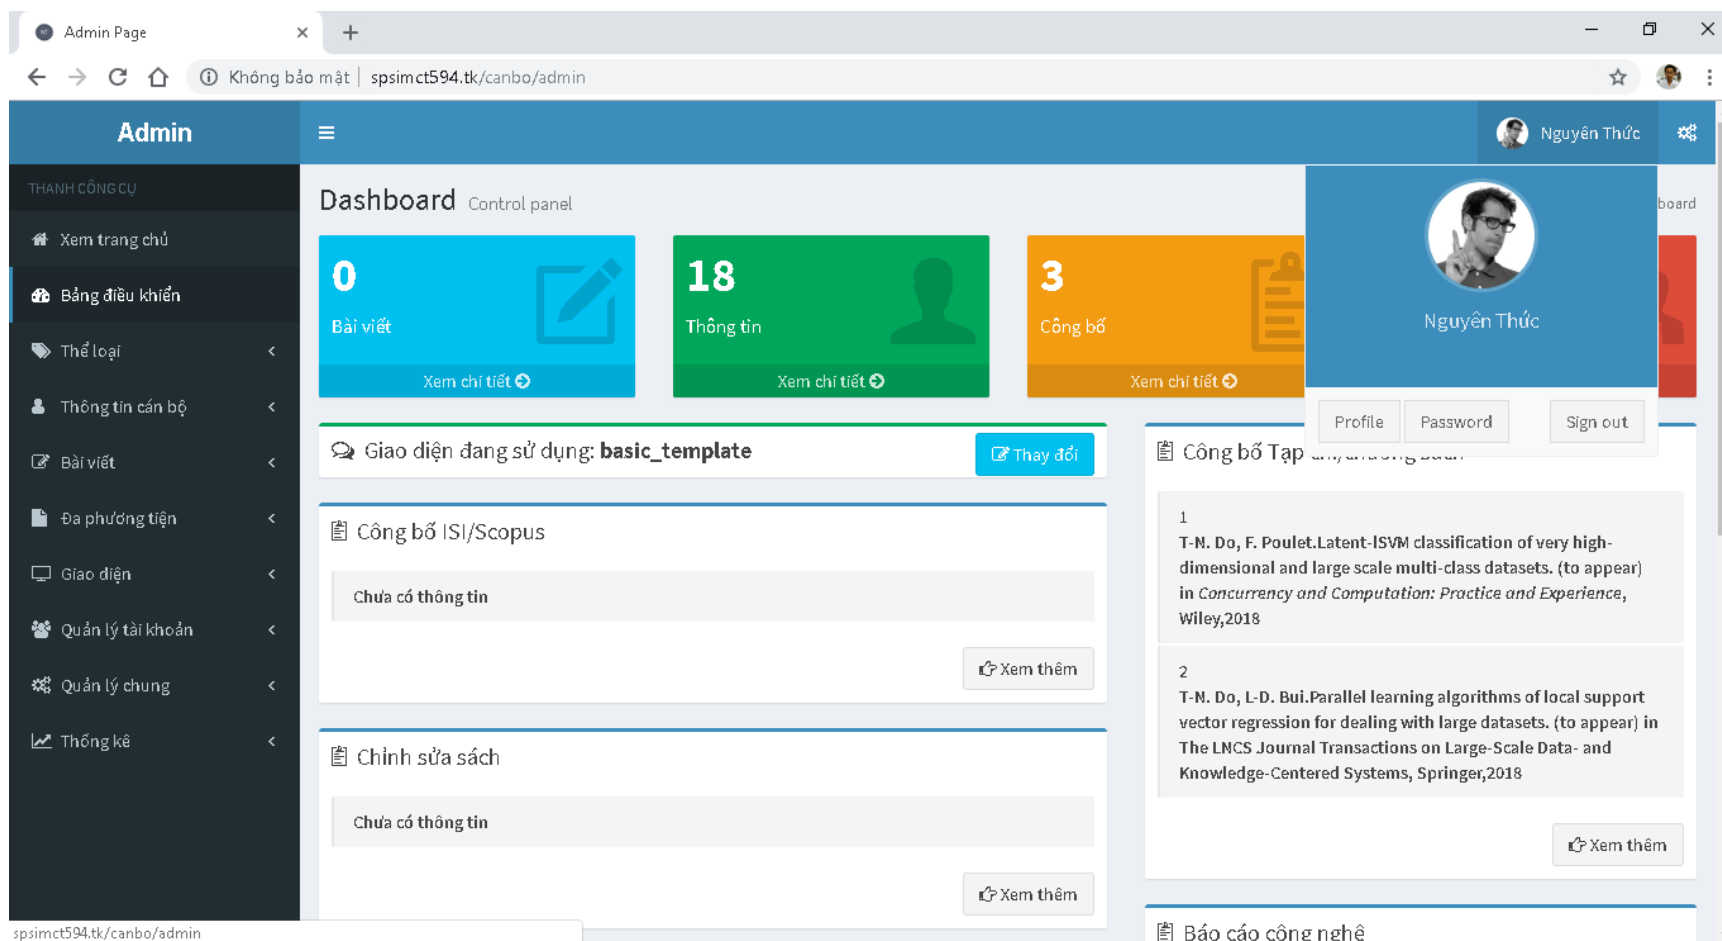 Admin Page
Không bảo mật | spsimct594.tk/canbo/admin
Admin
Nguyên Thức
THANH CÔNG CỤ
Xem trang chủ
Bảng điều khiển
Thể loại
Thông tin cán bộ
Bài viết
Đa phương tiện
Giao diện
Quản lý tài khoản
Quản lý chung
Thống kê
Dashboard Control panel
board
0
Bài viết
Xem chi tiết
18
Thông tin
Xem chi tiết
3
Công bố
Xem chi tiết
Nguyên Thức
Profile
Password
Sign out
Giao diện đang sử dụng: basic_template
Thay đổi
Công bố ISI/Scopus
Chưa có thông tin
Xem thêm
Chỉnh sửa sách
Chưa có thông tin
Xem thêm
Công bố Tạp
1
T-N. Do, F. Poulet.Latent-lSVM classification of very high-
dimensional and large scale multi-class datasets. (to appear)
in Concurrency and Computation: Practice and Experience,
Wiley,2018
2
T-N. Do, L-D. Bui.Parallel learning algorithms of local support
vector regression for dealing with large datasets. (to appear) in
The LNCS Journal Transactions on Large-Scale Data- and
Knowledge-Centered Systems, Springer,2018
Xem thêm
Báo cáo công nghệ
spsimct594.tk/canbo/admin